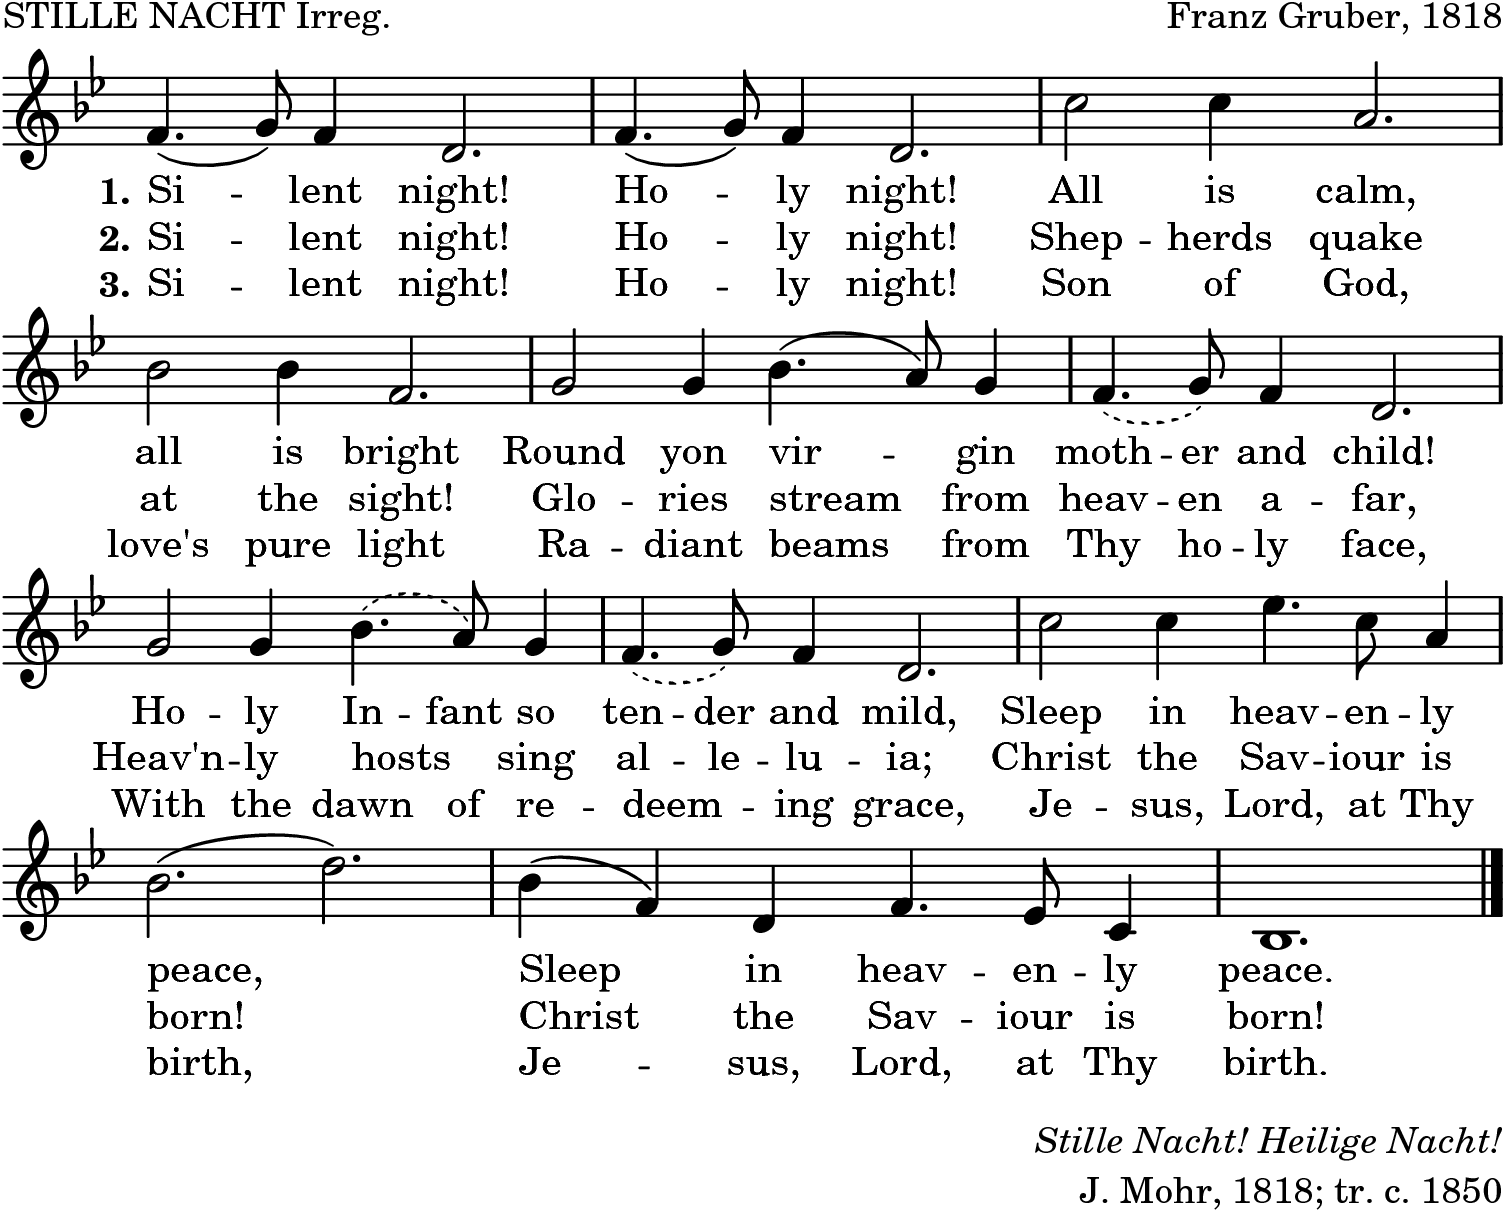 STILLE NACHT Irreg. Franz Gruber, 1818
1. Si - lent night! Ho - ly night! All is calm,
2. Si - lent night! Ho - ly night! Shep - herds quake
3. Si - lent night! Ho - ly night! Son of God,
all is bright Round yon vir - gin moth - er and child!
at the sight! Glo - ries stream from heav - en a - far,
love's pure light Ra - diant beams from Thy ho - ly face,
Ho - ly In - fant so ten - der and mild, Sleep in heav - en - ly
Heav'n - ly hosts sing al - le - lu - ia; Christ the Sav - iour is
With the dawn of re - deem - ing grace, Je - sus, Lord, at Thy
peace, Sleep in heav - en - ly peace.
born! Christ the Sav - iour is born!
birth, Je - sus, Lord, at Thy birth.
Stille Nacht! Heilige Nacht!
J. Mohr, 1818; tr. c. 1850